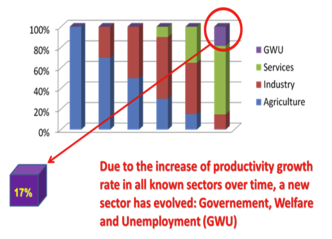 100%
80%
60%
40%
20%
0%
GWU
Services
Industry
Agriculture
17%
Due to the increase of productivity growth
rate in all known sectors over time, a new
sector has evolved: Governement, Welfare
and Unemployment (GWU)